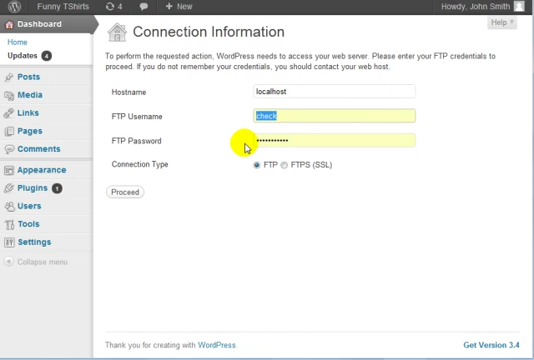 Funny TShirts 4 + New Howdy, John Smith
Dashboard
Home
Updates 4
Posts
Media
Links
Pages
Comments
Appearance
Plugins 1
Users
Tools
Settings
Collapse menu
Help
Connection Information
To perform the requested action, WordPress needs to access your web server. Please enter your FTP credentials to
proceed. If you do not remember your credentials, you should contact your web host.
Hostname localhost
FTP Username check
FTP Password •••••••••••
Connection Type FTP FTPS (SSL)
Proceed
Thank you for creating with WordPress Get Version 3.4